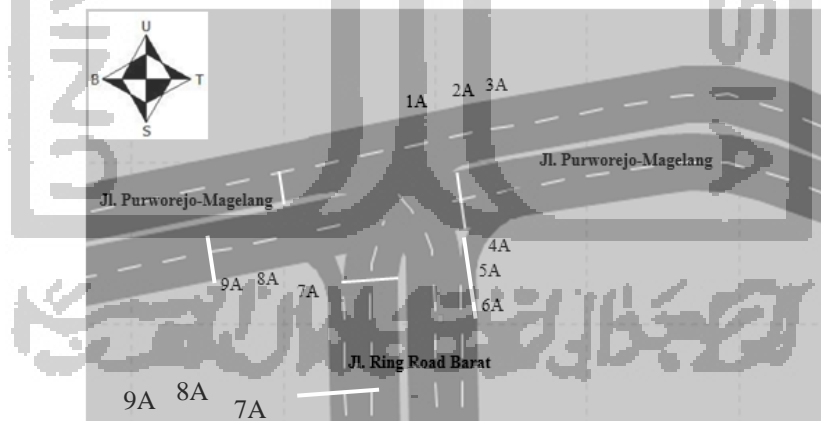 U
B T
S
1A 2A 3A
Jl. Purworejo-Magelang
Jl. Purworejo-Magelang
4A
5A
6A
9A 8A 7A
Jl. Ring Road Barat
9A 8A 7A